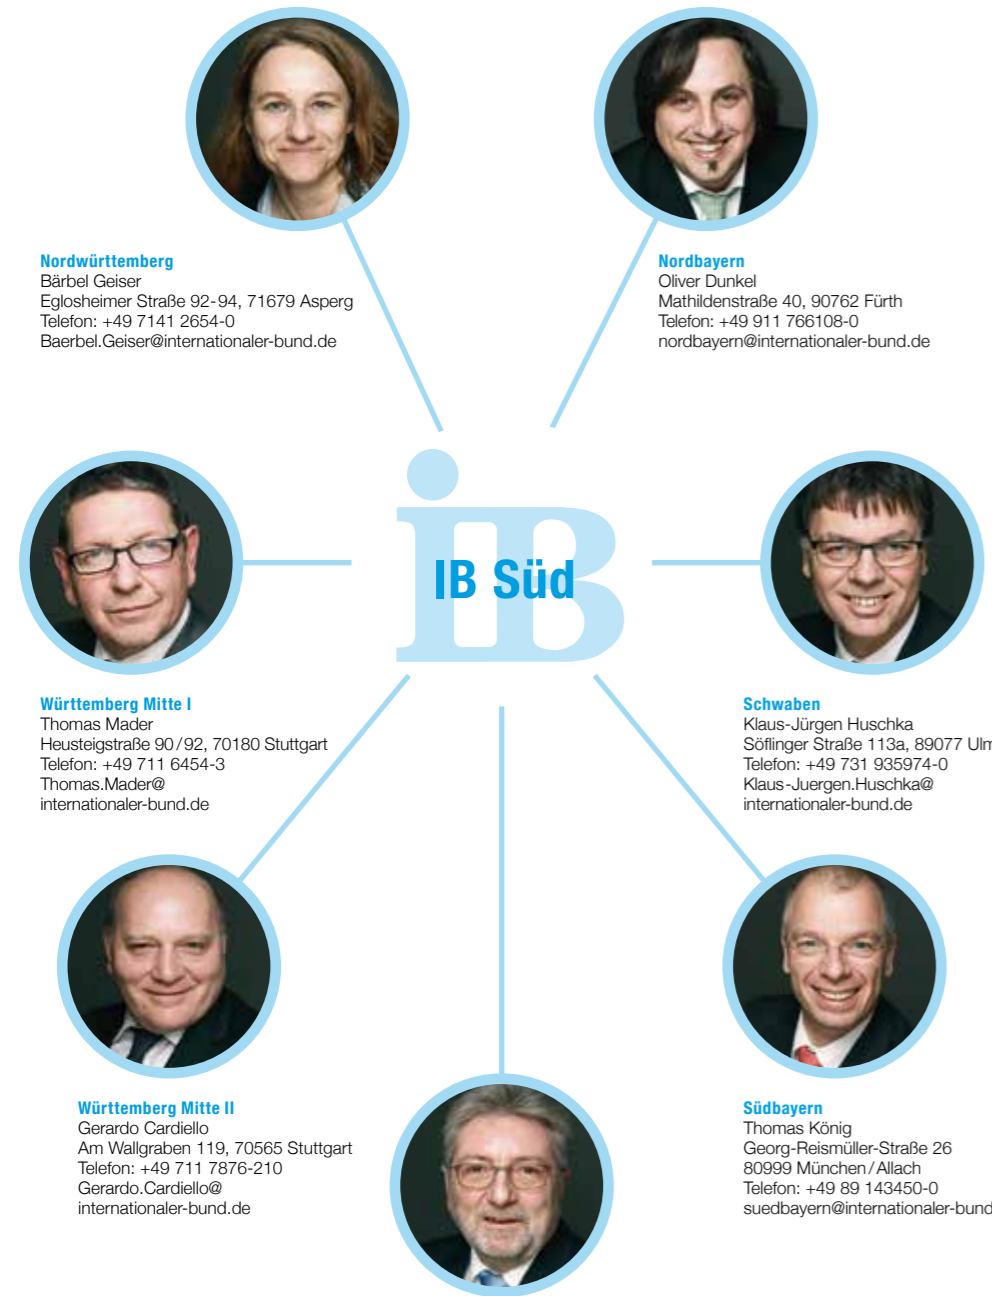 Nordwürttemberg
Bärbel Geiser
Eglosheimer Straße 92-94, 71679 Asperg
Telefon: +49 7141 2654-0
Baerbel.Geiser@internationaler-bund.de
Nordbayern
Oliver Dunkel
Mathildenstraße 40, 90762 Fürth
Telefon: +49 911 766108-0
nordbayern@internationaler-bund.de
iB
IB Süd
Württemberg Mitte I
Thomas Mader
Heusteigstraße 90/92, 70180 Stuttgart
Telefon: +49 711 6454-3
Thomas.Mader@
internationaler-bund.de
Schwaben
Klaus-Jürgen Huschka
Söflinger Straße 113a, 89077 Ulm
Telefon: +49 731 935974-0
Klaus-Juergen.Huschka@
internationaler-bund.de
Württemberg Mitte II
Gerardo Cardiello
Am Wallgraben 119, 70565 Stuttgart
Telefon: +49 711 7876-210
Gerardo.Cardiello@
internationaler-bund.de
Südbayern
Thomas König
Georg-Reismüller-Straße 26
80999 München/Allach
Telefon: +49 89 143450-0
suedbayern@internationaler-bund